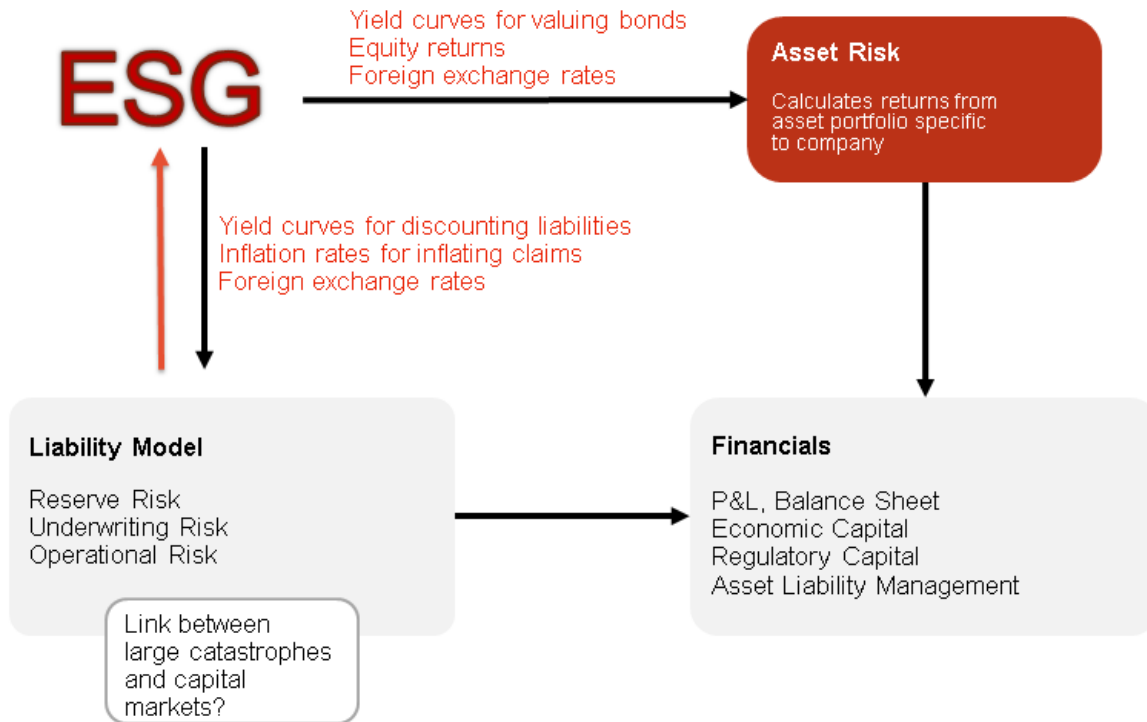 ESG
Yield curves for valuing bonds
Equity returns
Foreign exchange rates
Asset Risk
Calculates returns from
asset portfolio specific
to company
Yield curves for discounting liabilities
Inflation rates for inflating claims
Foreign exchange rates
Liability Model
Reserve Risk
Underwriting Risk
Operational Risk
Link between
large catastrophes
and capital
markets?
Financials
P&L, Balance Sheet
Economic Capital
Regulatory Capital
Asset Liability Management